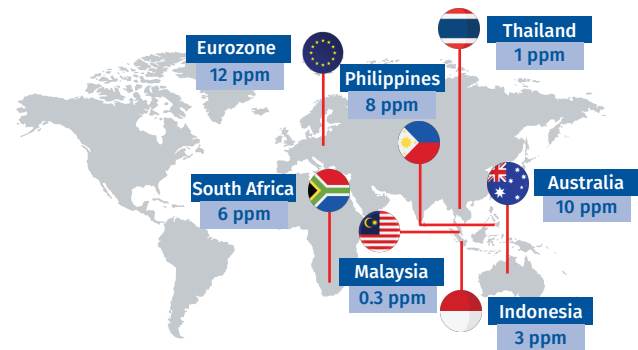 Eurozone
12 ppm
Thailand
1 ppm
Philippines
8 ppm
South Africa
6 ppm
Australia
10 ppm
Malaysia
0.3 ppm
Indonesia
3 ppm